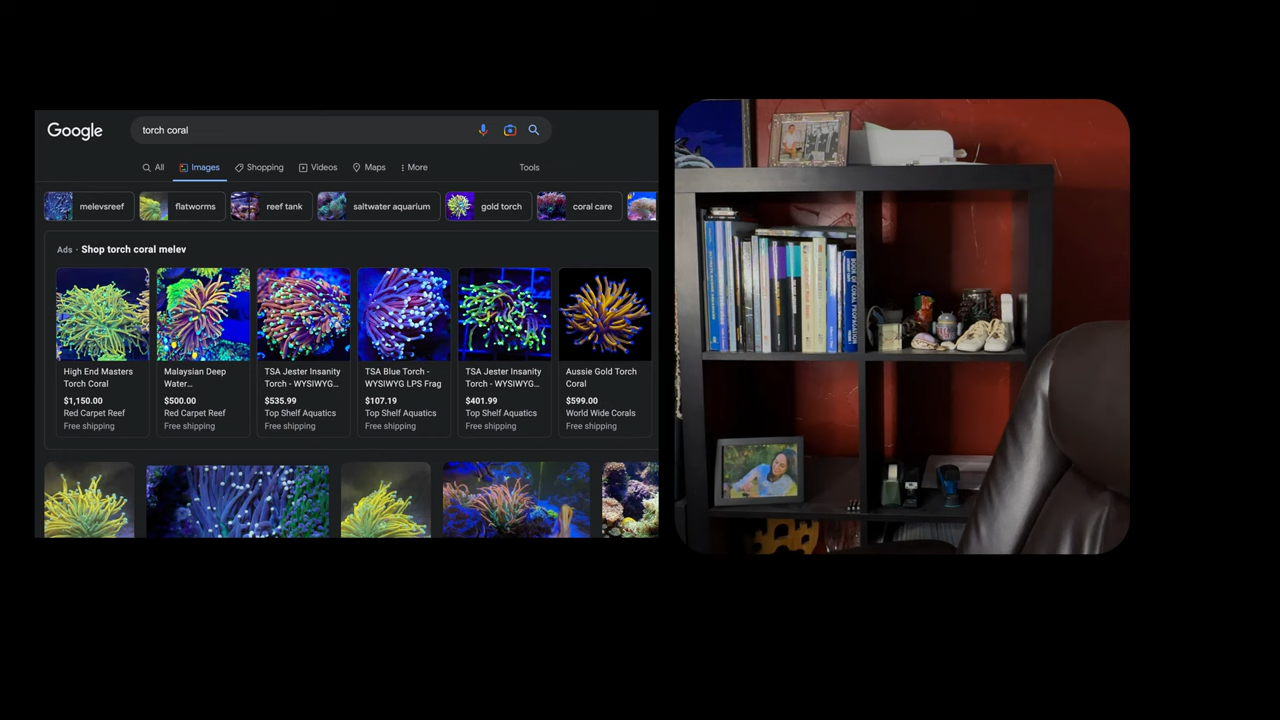 Google
torch coral
All
Images
Shopping
Videos
Maps
More
Tools
melevsreef
flatworms
reef tank
saltwater aquarium
gold torch
coral care
Ads · Shop torch coral melev
High End Masters
Torch Coral
$1,150.00
Red Carpet Reef
Free shipping
Malaysian Deep
Water...
$500.00
Red Carpet Reef
Free shipping
TSA Jester Insanity
Torch - WYSIWYG...
$535.99
Top Shelf Aquatics
Free shipping
TSA Blue Torch -
WYSIWYG LPS Frag
$107.19
Top Shelf Aquatics
Free shipping
TSA Jester Insanity
Torch - WYSIWYG...
$401.99
Top Shelf Aquatics
Free shipping
Aussie Gold Torch
Coral
$599.00
World Wide Corals
Free shipping
BOOK OF CORAL PROPAGATION